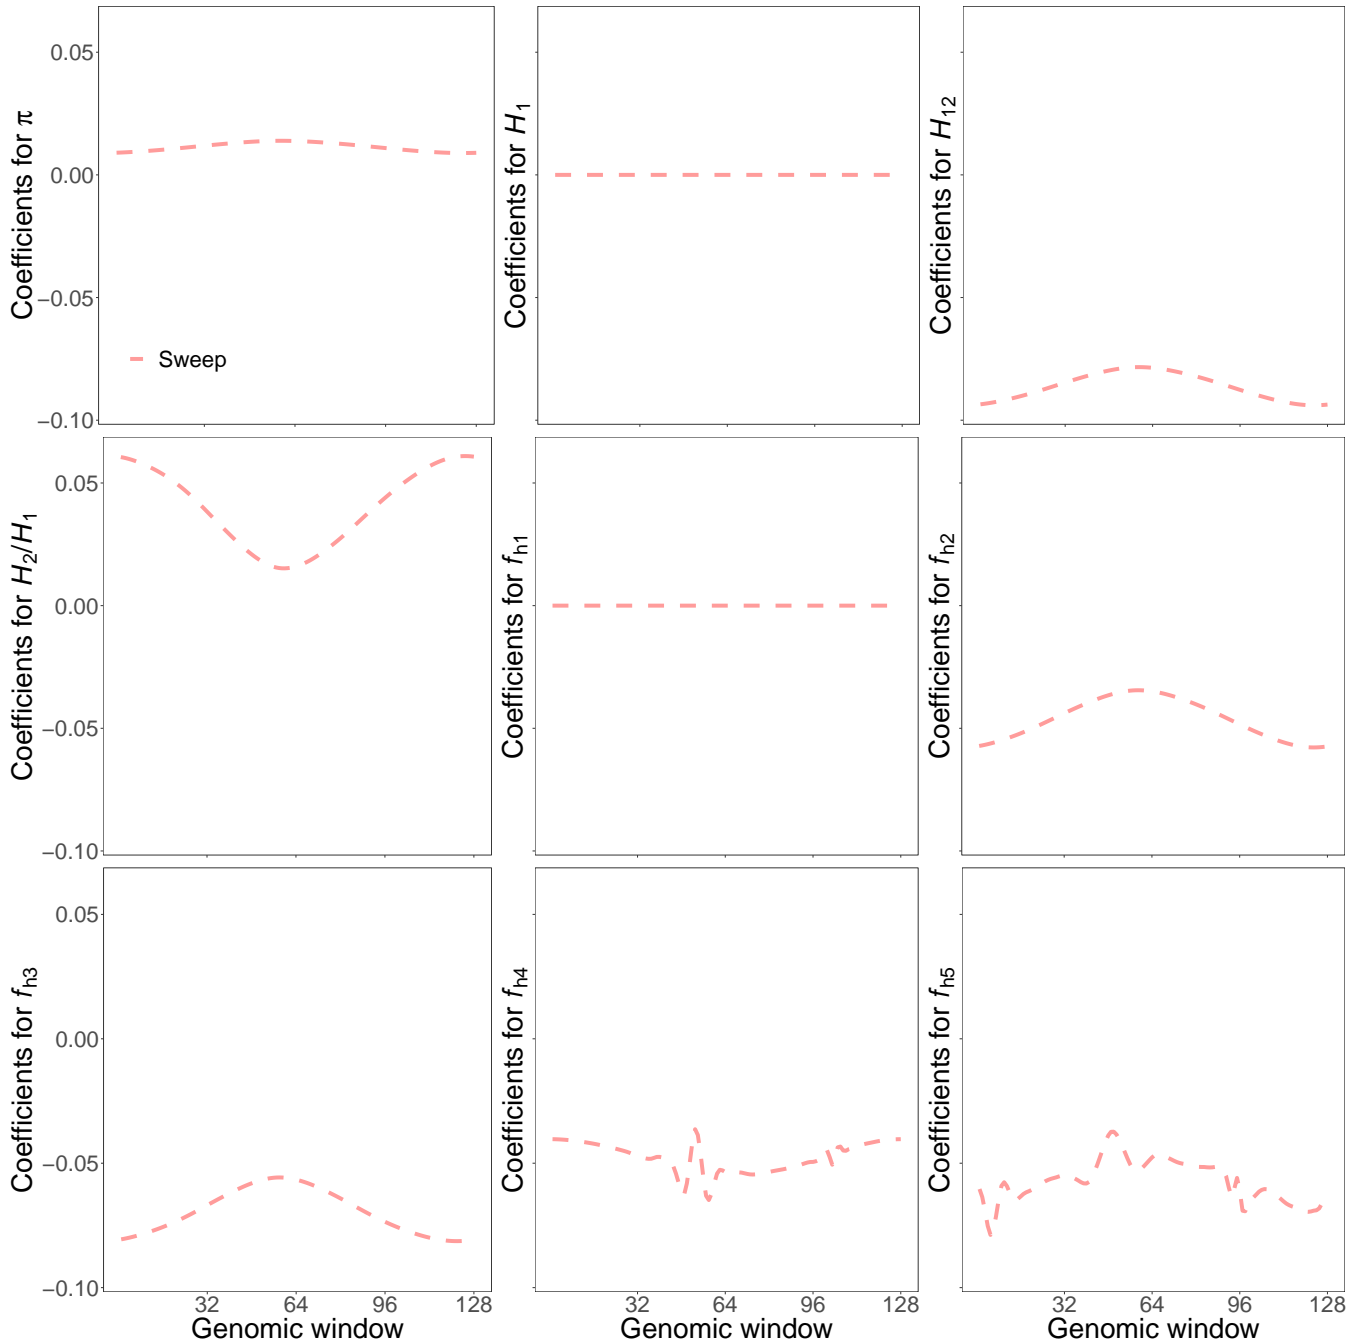 Coefficients for π
0.05
0.00
−0.05
−0.10
Sweep
Coefficients for H1
Coefficients for H12
Coefficients for H2/H1
0.05
0.00
−0.05
−0.10
Coefficients for fh1
Coefficients for fh2
Coefficients for fh3
0.05
0.00
−0.05
−0.10
32 64 96 128
Genomic window
Coefficients for fh4
32 64 96 128
Genomic window
Coefficients for fh5
32 64 96 128
Genomic window